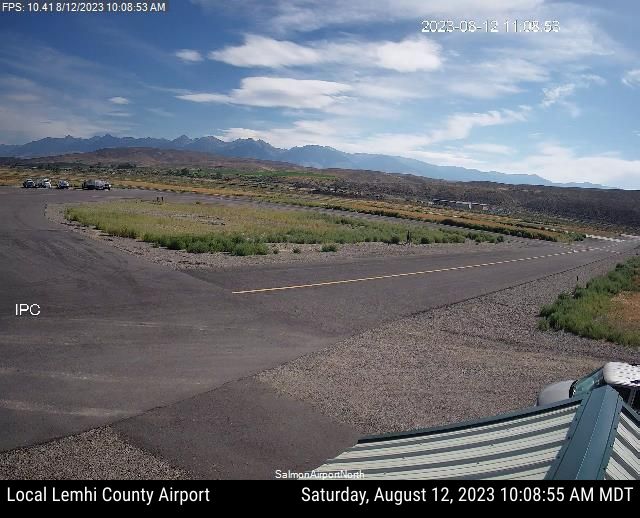 FPS: 10.41 8/12/2023 10:08:53 AM
2023-08-12 11:08:53
IPC
SalmonAirportNorth
Local Lemhi County Airport Saturday, August 12, 2023 10:08:55 AM MDT